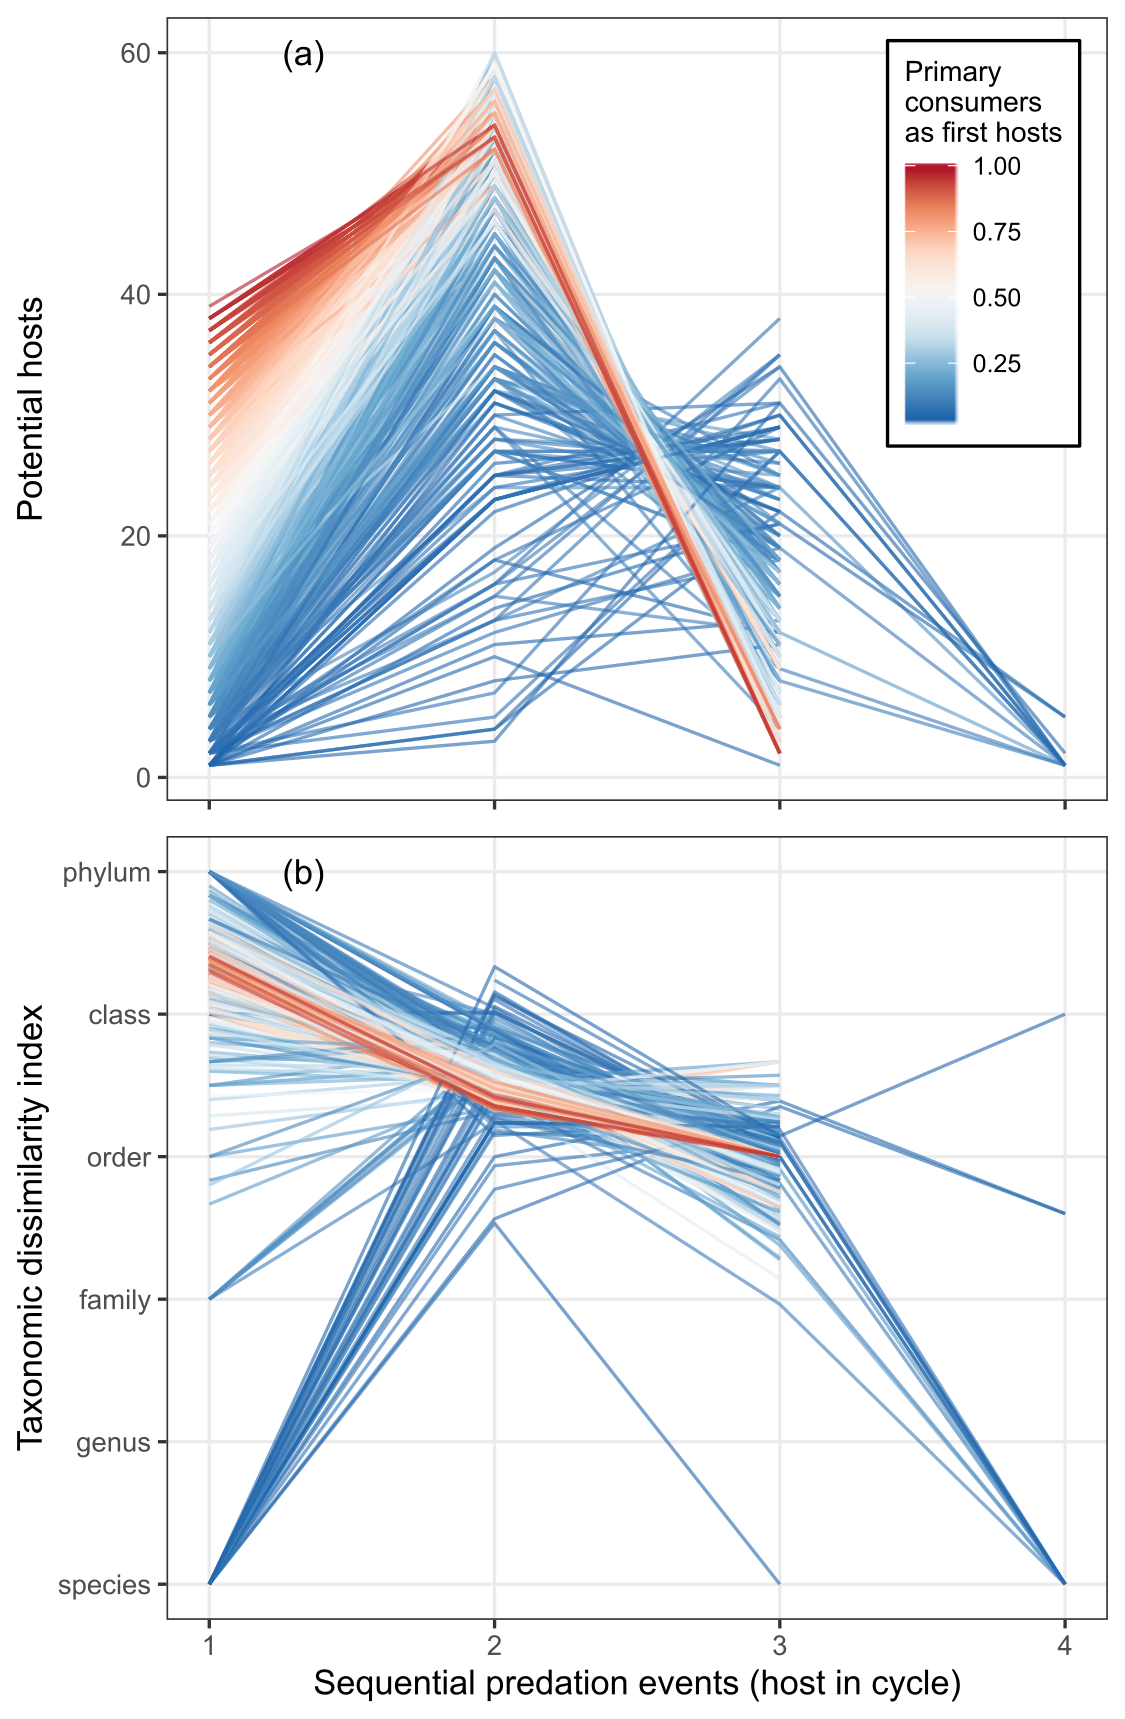 (a)
60
40
20
0
Potential hosts
Primary
consumers
as first hosts
1.00
0.75
0.50
0.25
(b)
phylum
class
order
family
genus
species
Taxonomic dissimilarity index
1 2 3 4
Sequential predation events (host in cycle)